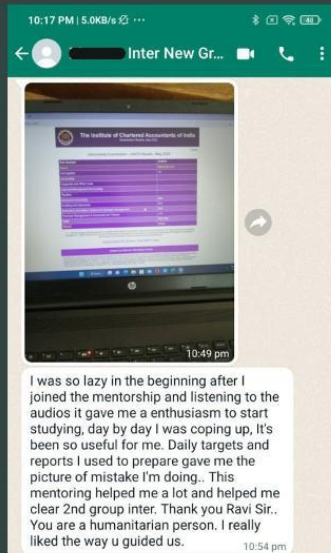 10:17 PM | 5.0KB/s
Inter New Gr...
The Institute of Chartered Accountants of India
10:49 pm
I was so lazy in the beginning after I
joined the mentorship and listening to the
audios it gave me a enthusiasm to start
studying, day by day I was coping up, It's
been so useful for me. Daily targets and
reports I used to prepare gave me the
picture of mistake I'm doing.. This
mentoring helped me a lot and helped me
clear 2nd group inter. Thank you Ravi Sir..
You are a humanitarian person. I really
liked the way u guided us.
10:54 pm